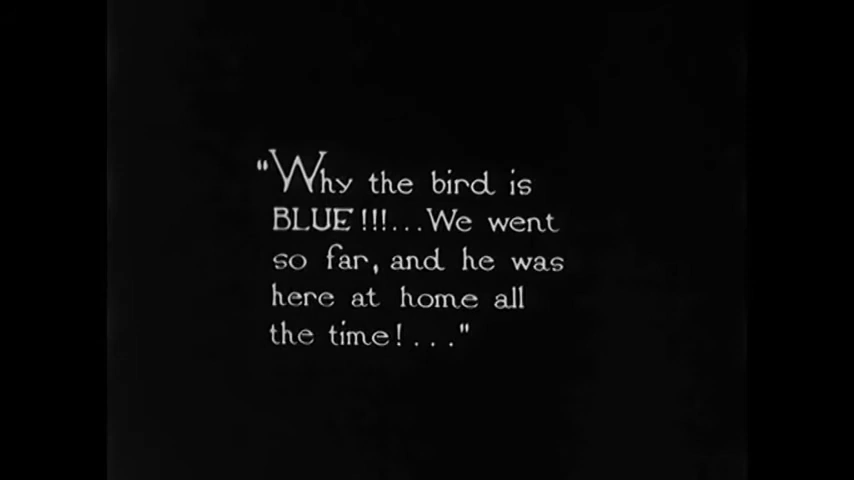 "Why the bird is
BLUE!!!...We went
so far, and he was
here at home all
the time!..."